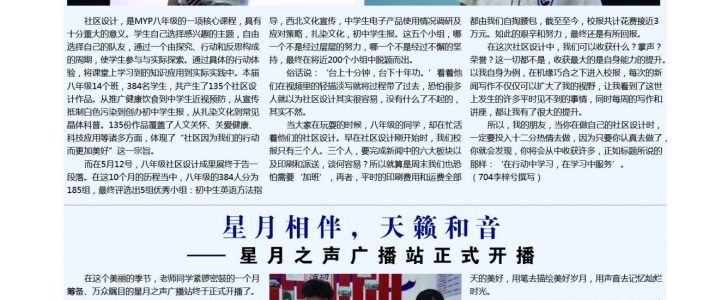 社区设计，是MYP八年级的一项核心课程，具有
十分重大的意义。学生自己选择感兴趣的主题，自由
选择自己的队友，通过一个由探究、行动和反思构成
的周期，使学生参与与实际探索。通过具体的行动体
验，将课堂上学习到的知识应用到实际实践中。本届
八年级14个班，384名学生，共产生了135个社区设
计作品。从推广健康饮食到中学生近视预防，从宣传
抵制白色污染到创办初中学生报，从扎染文化到常见
晶体科普。135份作品覆盖了人文关怀、关爱健康、
科技应用等诸多方面，体现了“社区因为我们的行动
而更加美好”这一宗旨。
而在5月12号，八年级社区设计成果展终于告一
段落。在这10个月的历程当中，八年级的384人分为
185组，最终评选出5组优秀小组：初中生英语方法指
导，西北文化宣传，中学生电子产品使用情况调研及
应对策略，扎染文化，初中学生报。这五个小组，哪
一个不是经过层层的努力，哪一个不是经过不懈的坚
持，最终在将近200个小组中脱颖而出。
俗话说：‘台上十分钟，台下十年功。’看着他
们在视频里的轻描淡写就将过程带了过去，恐怕很多
人就以为社区设计其实很容易，没有什么了不起的，
其实不然。
当大家在玩耍的时候，八年级的同学，却在忙活
着他们的社区设计。早在社区设计刚开始时，我们校
报只有三个人。三个人，要完成新闻中的六大板块以
及印刷和派送，谈何容易？所以就算是周末我们也恐
怕需要‘加班’，再者，平时的印刷费用和运费全部
都由我们自掏腰包，截至至今，校报共计花费接近3
万元。如此的艰辛和努力，最终还是有所回报。
在这次社区设计中，我们可以收获什么？掌声？
荣誉？这一切都不是，收获最大的是自身能力的提升。
以我自身为例，在机缘巧合之下进入校报，每次的新
闻写作不仅仅可以扩大了我的视野，让我看到了这世
上发生的许多平时见不到的事情，同时每周的写作和
讲座，都让我有了很大的提升。
所以，我的朋友，当你在做自己的社区设计时，
一定要投入十二分热情去做，因为只要你认真去做了，
你就会发现，你将会从中收获许多，正如标题所说的
那样：‘在行动中学习，在学习中服务’。
（704李梓兮撰写）
星月相伴，天籁和音
—— 星月之声广播站正式开播
在这个美丽的季节，老师同学紧锣密鼓的一个月
筹备、万众瞩目的星月之声广播站终于正式开播了。
天的美好，用笔去描绘美好岁月，用声音去记忆灿烂
时光。